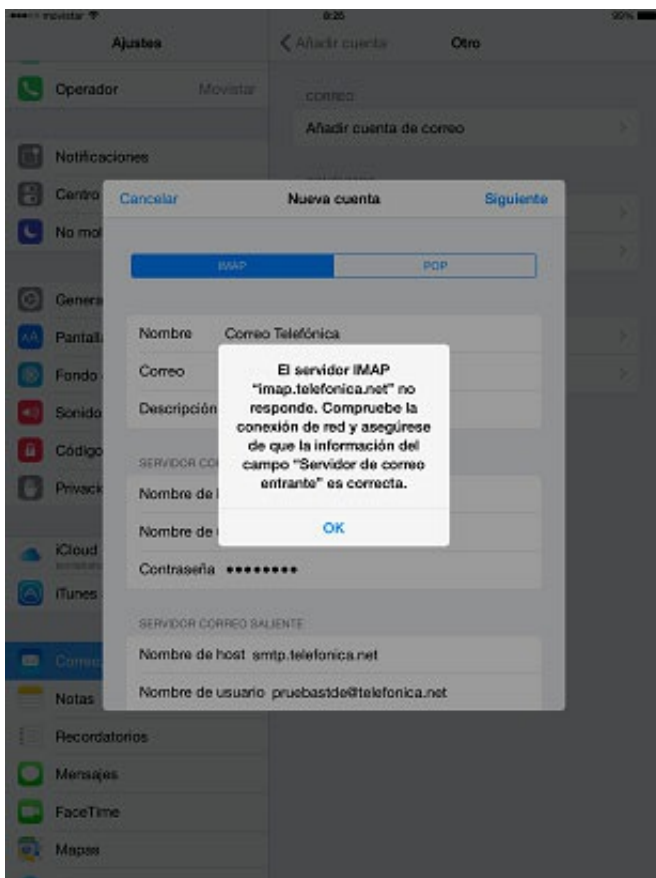 movistar
8:26
99%
Ajustes
Añadir cuenta
Otro
Operador
Movistar
CORREO
Añadir cuenta de correo
Notificaciones
Centro
No mol
Genera
Pantall
Fondo
Sonido
Código
Privaci
iCloud
iTunes
Correo
Notas
Recordatorios
Mensajes
FaceTime
Mapas
Cancelar
Nueva cuenta
Siguiente
IMAP
POP
Nombre
Correo Telefónica
Correo
Descripción
SERVIDOR CO
Nombre de
Nombre de
Contraseña ••••••••
SERVIDOR CORREO SALIENTE
Nombre de host smtp.telefonica.net
Nombre de usuario pruebastde@telefonica.net
El servidor IMAP
“imap.telefonica.net” no
responde. Compruebe la
conexión de red y asegúrese
de que la información del
campo “Servidor de correo
entrante” es correcta.
OK